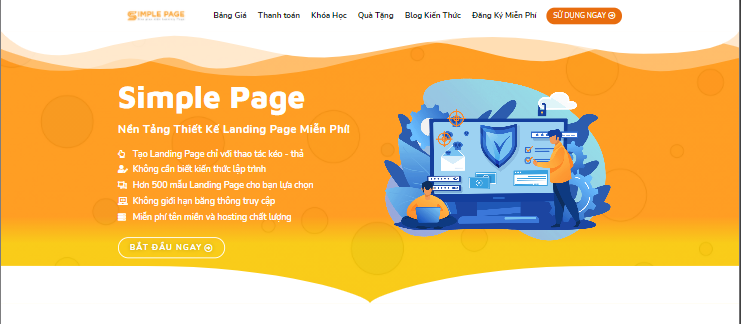 SIMPLE PAGE
Bảng Giá Thanh toán Khóa Học Quà Tặng Blog Kiến Thức Đăng Ký Miễn Phí SỬ DỤNG NGAY
Simple Page
Nền Tảng Thiết Kế Landing Page Miễn Phí!
Tạo Landing Page chỉ với thao tác kéo - thả
Không cần biết kiến thức lập trình
Hơn 500 mẫu Landing Page cho bạn lựa chọn
Không giới hạn băng thông truy cập
Miễn phí tên miền và hosting chất lượng
BẮT ĐẦU NGAY